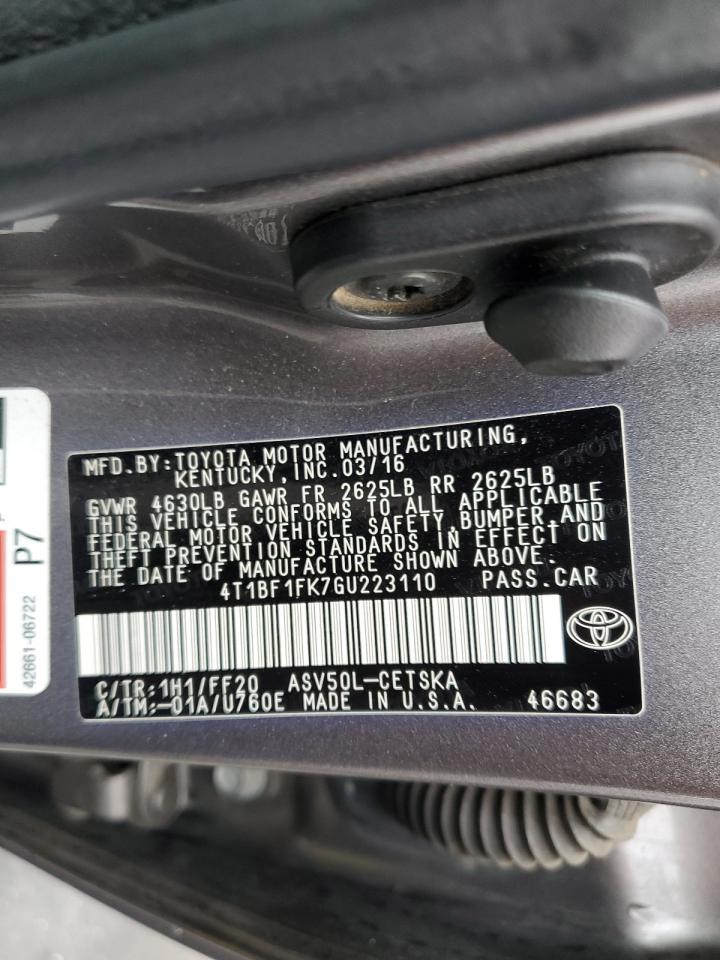 MFD.BY:TOYOTA MOTOR MANUFACTURING,
KENTUCKY,INC.03/16
GVWR 4630LB GAWR FR 2625LB RR 2625LB
THIS VEHICLE CONFORMS TO ALL APPLICABLE
FEDERAL MOTOR VEHICLE SAFETY,BUMPER,AND
THEFT PREVENTION STANDARDS IN EFFECT ON
THE DATE OF MANUFACTURE SHOWN ABOVE.
4T1BF1FK7GU223110 PASS.CAR
C/TR:1H1/FF20 ASV50L-CETSKA
A/TM:-01A/U760E MADE IN U.S.A. 46683
P7
42661-06722